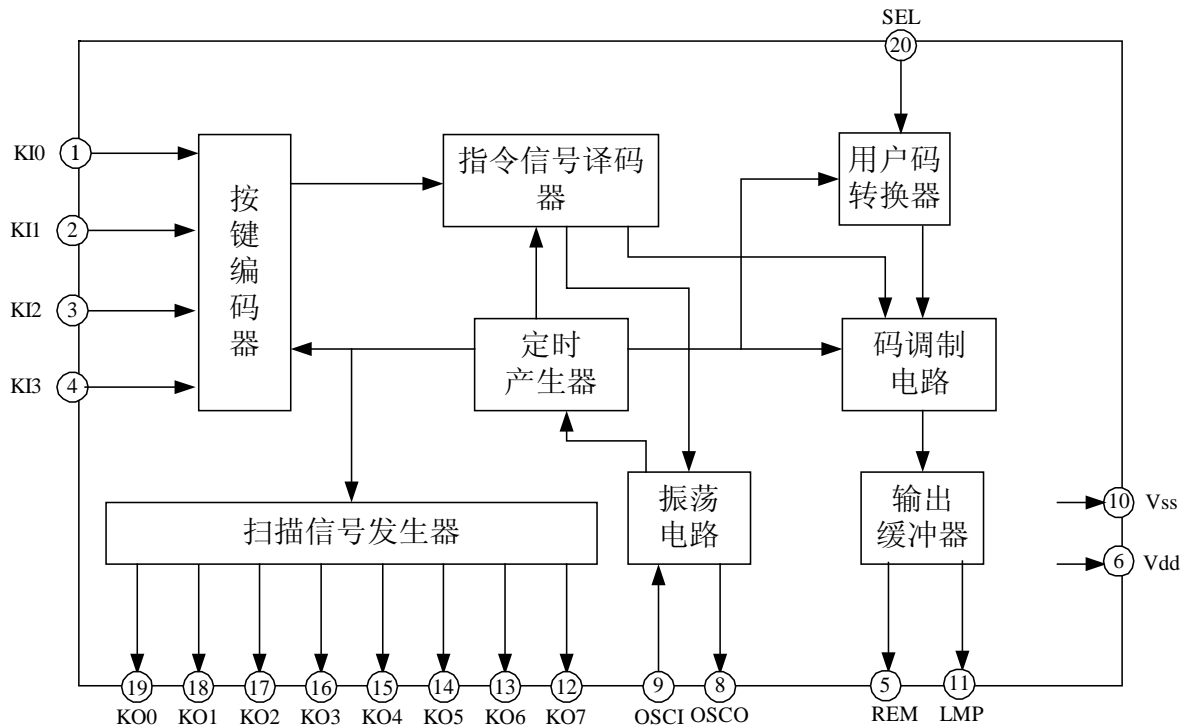 SEL
20
KI0
1
KI1
2
KI2
3
KI3
4
按
键
编
码
器
指令信号译码
器
用户码
转换器
定时
产生器
码调制
电路
扫描信号发生器
振荡
电路
输出
缓冲器
10
Vss
6
Vdd
19
18
17
16
15
14
13
12
9
8
5
11
KO0
KO1
KO2
KO3
KO4
KO5
KO6
KO7
OSCI
OSCO
REM
LMP